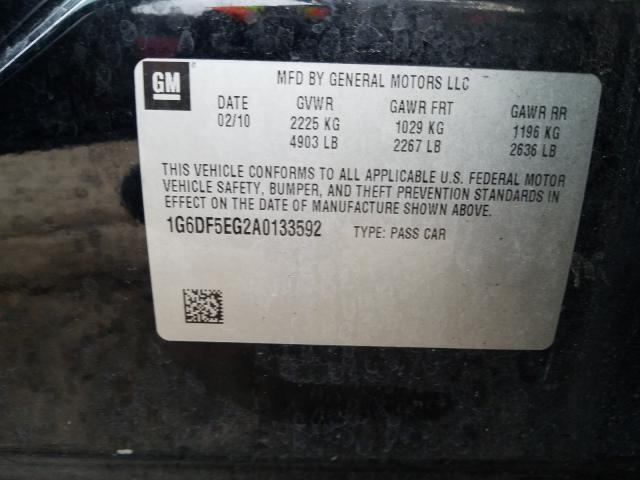 GM
MFD BY GENERAL MOTORS LLC
DATE GVWR GAWR FRT GAWR RR
02/10 2225 KG 1029 KG 1196 KG
4903 LB 2267 LB 2636 LB
THIS VEHICLE CONFORMS TO ALL APPLICABLE U.S. FEDERAL MOTOR
VEHICLE SAFETY, BUMPER, AND THEFT PREVENTION STANDARDS IN
EFFECT ON THE DATE OF MANUFACTURE SHOWN ABOVE.
1G6DF5EG2A0133592 TYPE: PASS CAR